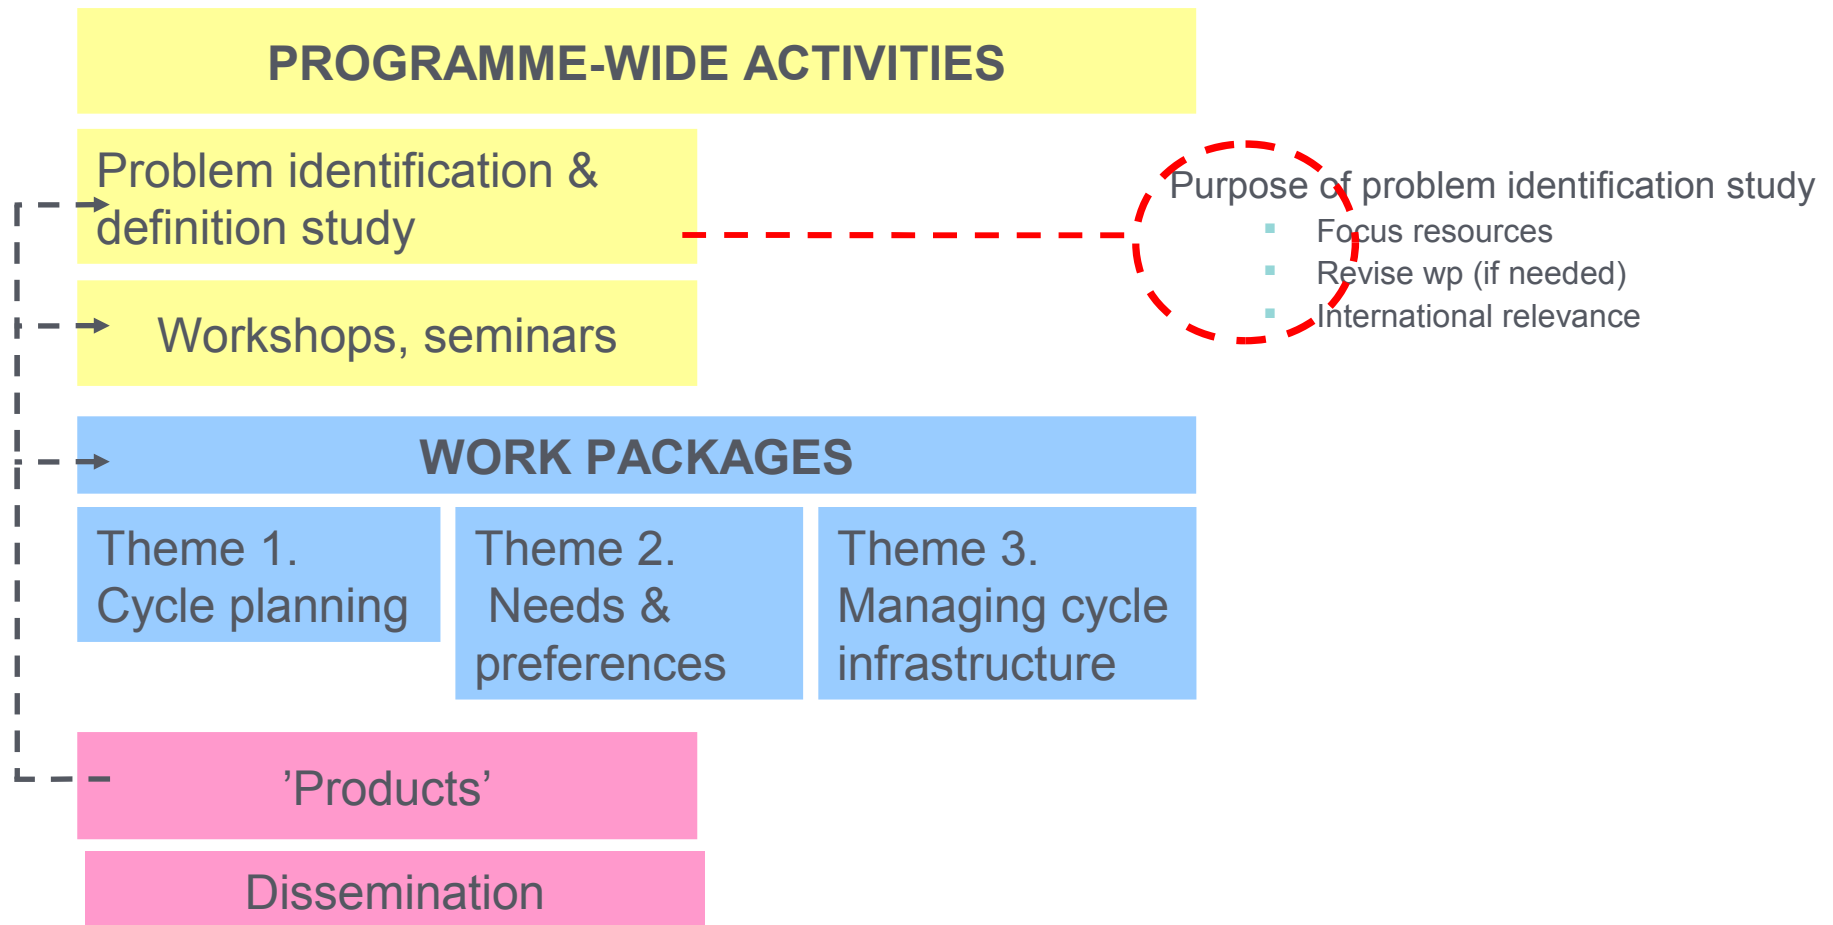 PROGRAMME-WIDE ACTIVITIES
Problem identification &
definition study
Purpose of problem identification study
Focus resources
Revise wp (if needed)
International relevance
Workshops, seminars
WORK PACKAGES
Theme 1.
Cycle planning
Theme 2.
Needs &
preferences
Theme 3.
Managing cycle
infrastructure
’Products’
Dissemination